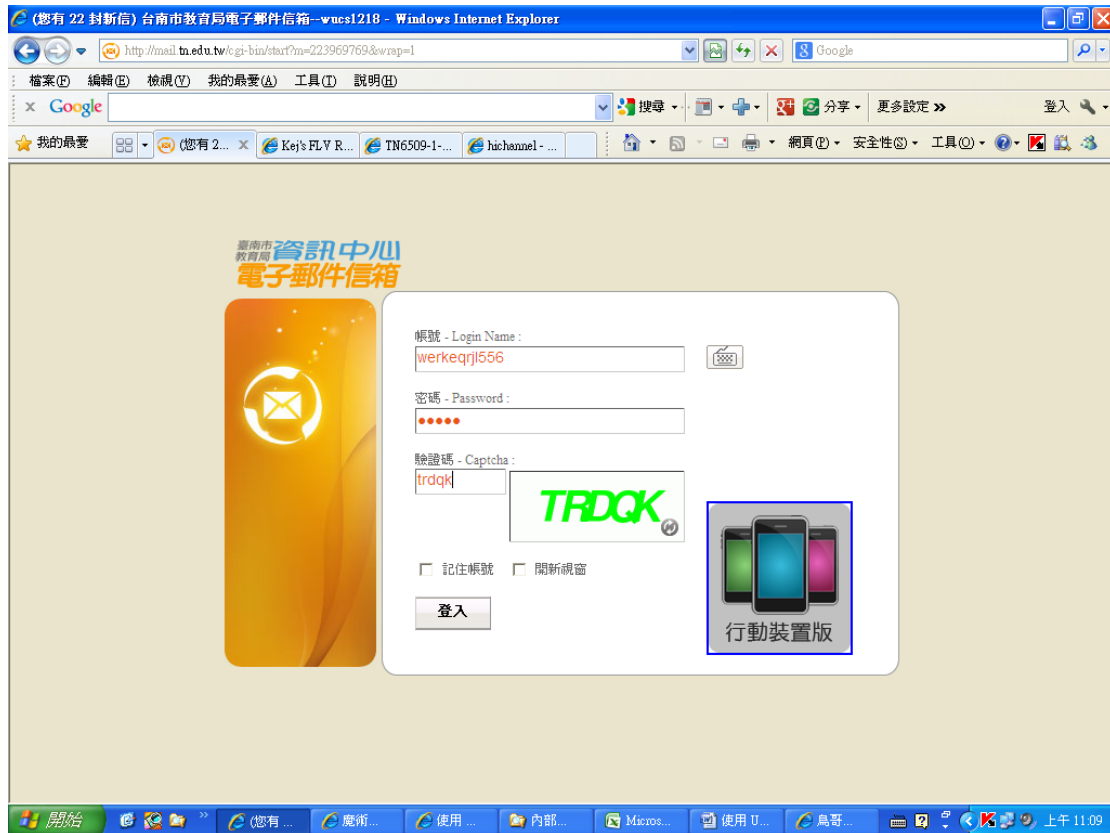 (您有 22 封新信) 台南市教育局電子郵件信箱--wucs1218 - Windows Internet Explorer
http://mail.tn.edu.tw/cgi-bin/start?m=223969769&wrap=1
Google
檔案(F) 編輯(E) 檢視(V) 我的最愛(A) 工具(T) 說明(H)
x Google 搜尋 分享 更多設定 >> 登入
我的最愛 (您有 2... x Kej's FLV R... TN6509-1-... hichannel - ... 網頁(P) 安全性(S) 工具(O)
臺南市教育局 資訊中心
電子郵件信箱
帳號 - Login Name :
werkeqrjl556
密碼 - Password :
•••••
驗證碼 - Captcha :
trdqk
TRDQK
記住帳號 開新視窗
登入
行動裝置版
開始 (您有 ... 魔術... 使用 ... 內部... Micros... 使用 U... 鳥哥... 上午 11:09